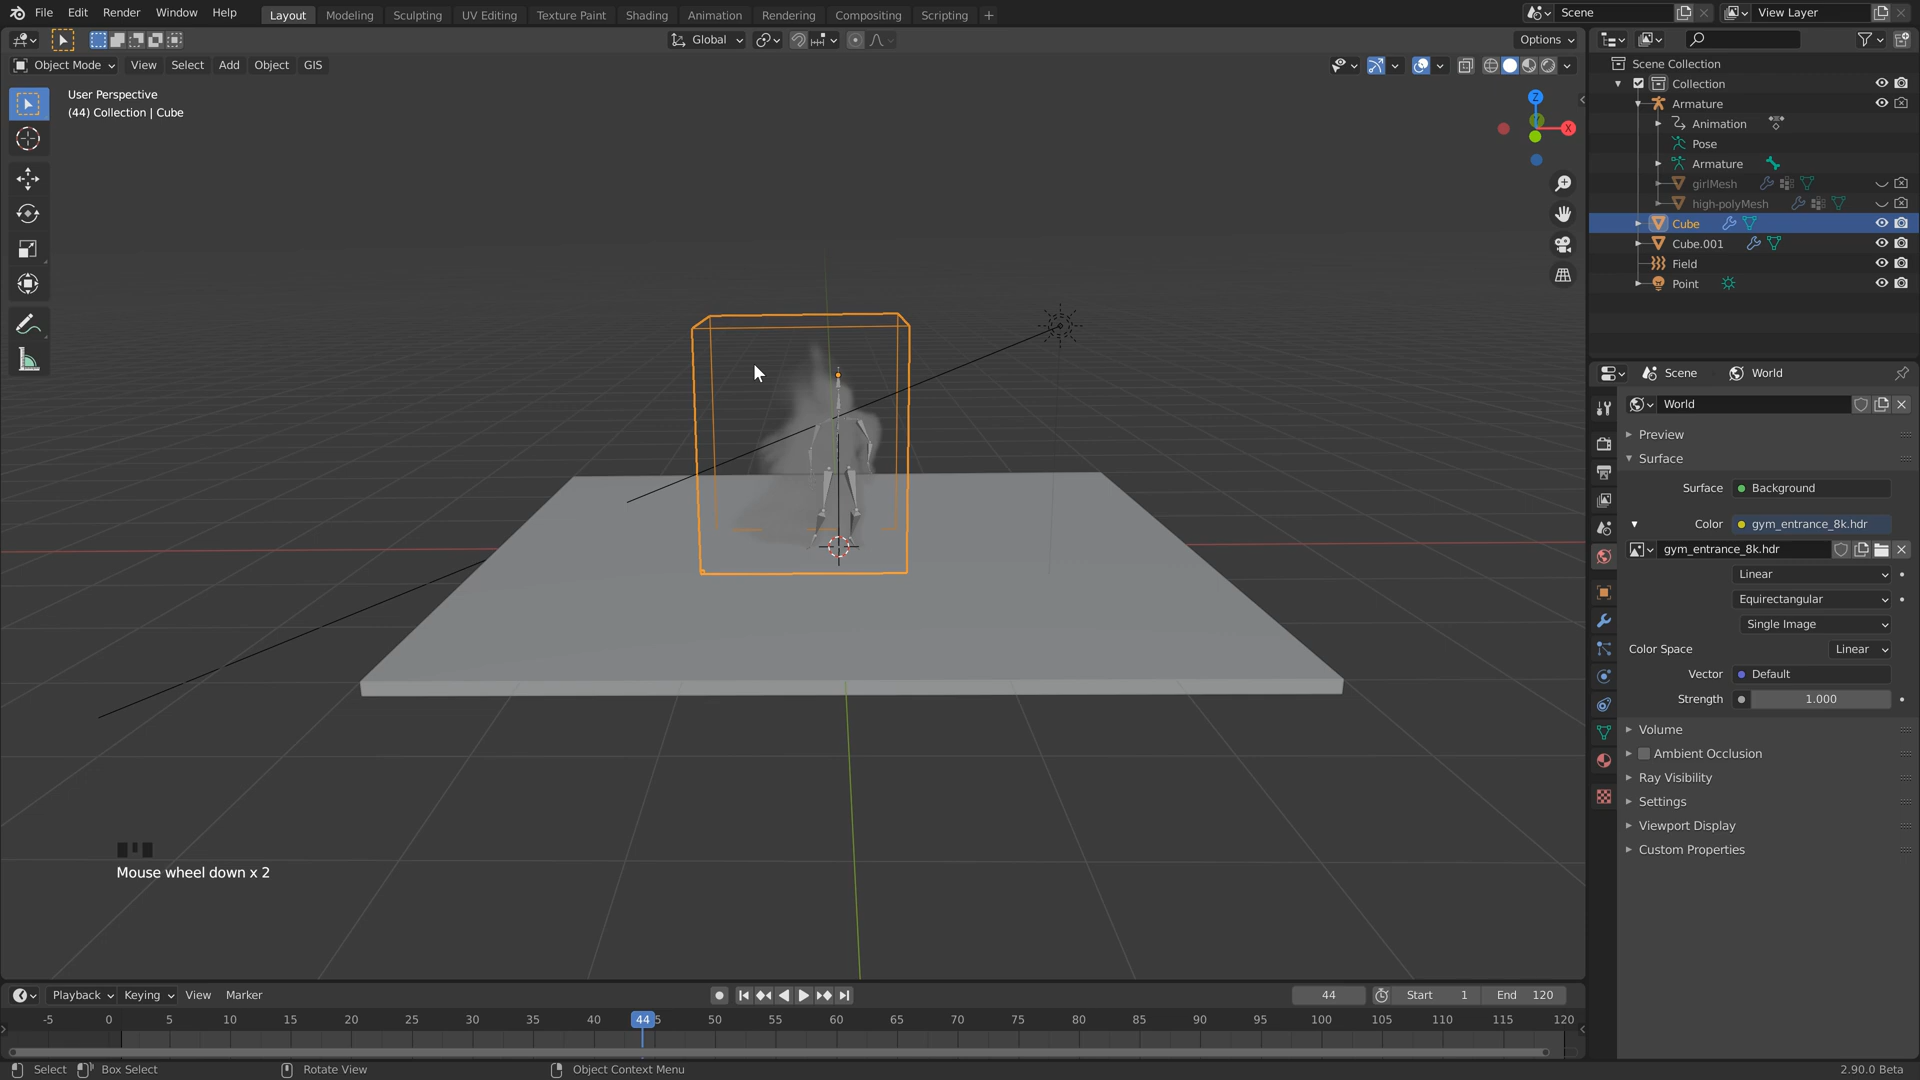 File Edit Render Window Help
Layout Modeling Sculpting UV Editing Texture Paint Shading Animation Rendering Compositing Scripting +
Scene
View Layer
Global
Options
Object Mode View Select Add Object GIS
User Perspective
(44) Collection | Cube
Z
X
Mouse wheel down x 2
Scene Collection
Collection
Armature
Animation
Pose
Armature
girlMesh
high-polyMesh
Cube
Cube.001
Field
Point
Scene World
World
Preview
Surface
Surface Background
Color gym_entrance_8k.hdr
gym_entrance_8k.hdr
Linear
Equirectangular
Single Image
Color Space Linear
Vector Default
Strength 1.000
Volume
Ambient Occlusion
Ray Visibility
Settings
Viewport Display
Custom Properties
Playback Keying View Marker
44 Start 1 End 120
-5 0 5 10 15 20 25 30 35 40 44 5 50 55 60 65 70 75 80 85 90 95 100 105 110 115 120
Select Box Select Rotate View Object Context Menu 2.90.0 Beta